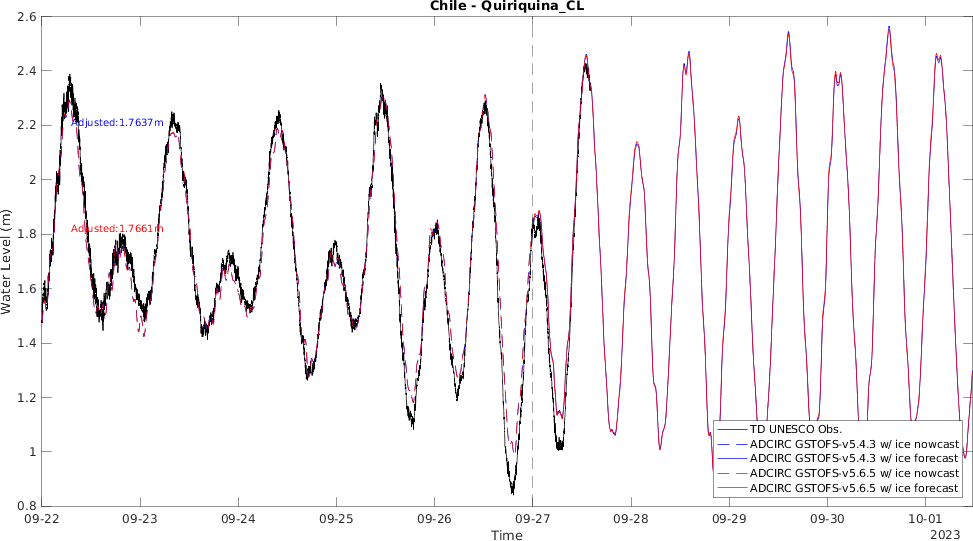 Chile - Quiriquina_CL
2.6
2.4
2.2
2
1.8
1.6
1.4
1.2
1
0.8
Water Level (m)
Adjusted:1.7637m
Adjusted:1.7661m
TD UNESCO Obs.
ADCIRC GSTOFS-v5.4.3 w/ ice nowcast
ADCIRC GSTOFS-v5.4.3 w/ ice forecast
ADCIRC GSTOFS-v5.6.5 w/ ice nowcast
ADCIRC GSTOFS-v5.6.5 w/ ice forecast
09-22 09-23 09-24 09-25 09-26 09-27 09-28 09-29 09-30 10-01
Time
2023